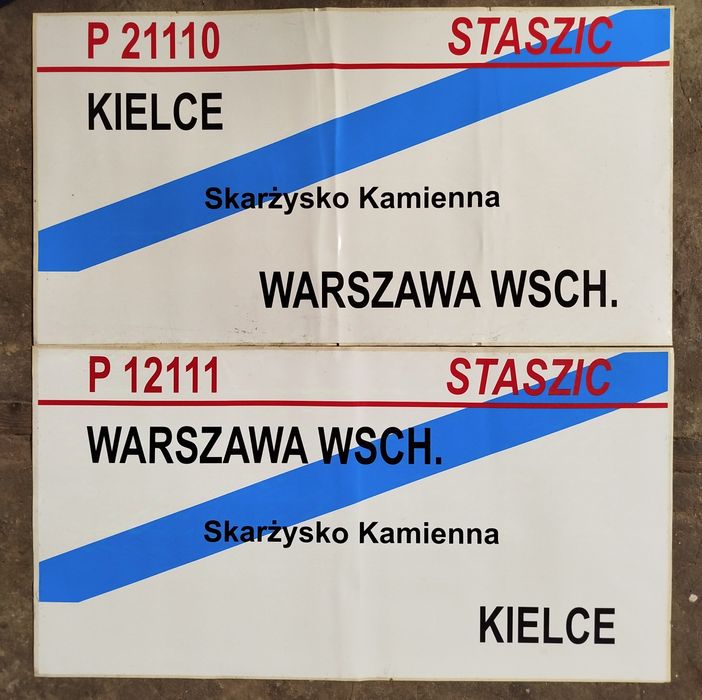 P 21110 STASZIC
KIELCE
Skarżysko Kamienna
WARSZAWA WSCH.
P 12111 STASZIC
WARSZAWA WSCH.
Skarżysko Kamienna
KIELCE